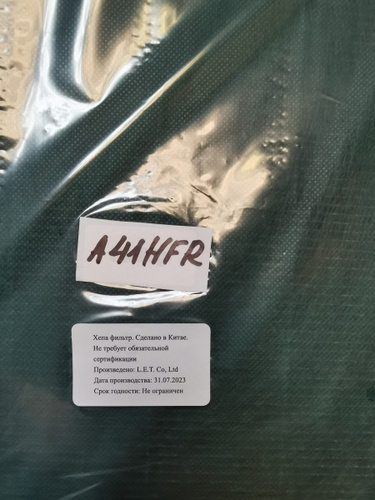 A41HFR
Хепа фильтр. Сделано в Китае.
Не требует обязательной
сертификации
Произведено: L.E.T. Co, Ltd
Дата производства: 31.07.2023
Срок годности: Не ограничен